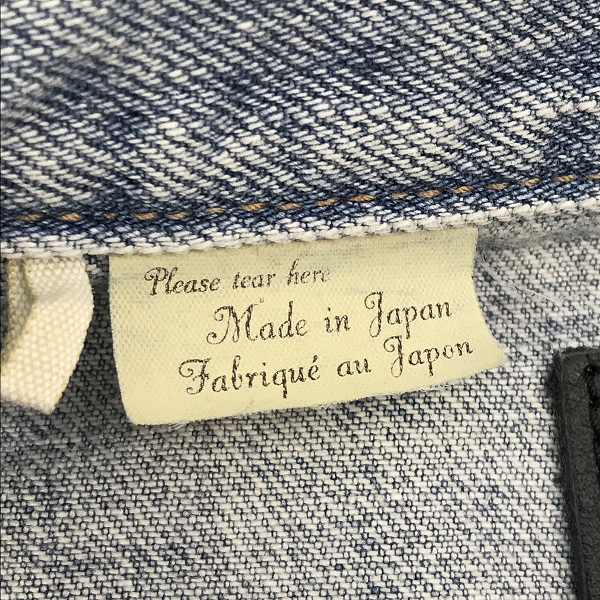 Please tear here
Made in Japan
Fabriqué au Japon